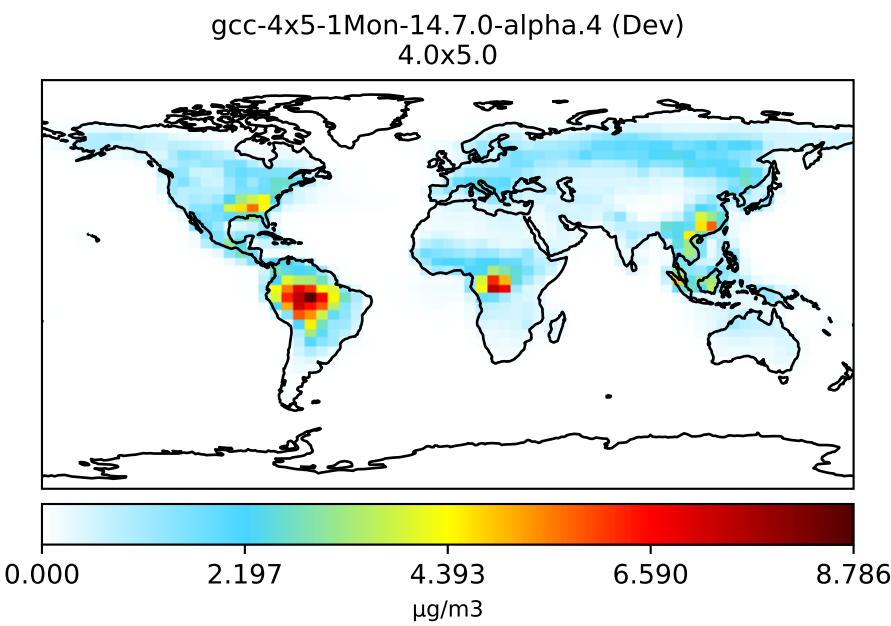 gcc-4x5-1Mon-14.7.0-alpha.4 (Dev)
4.0x5.0
0.000 2.197 4.393 6.590 8.786
μg/m3